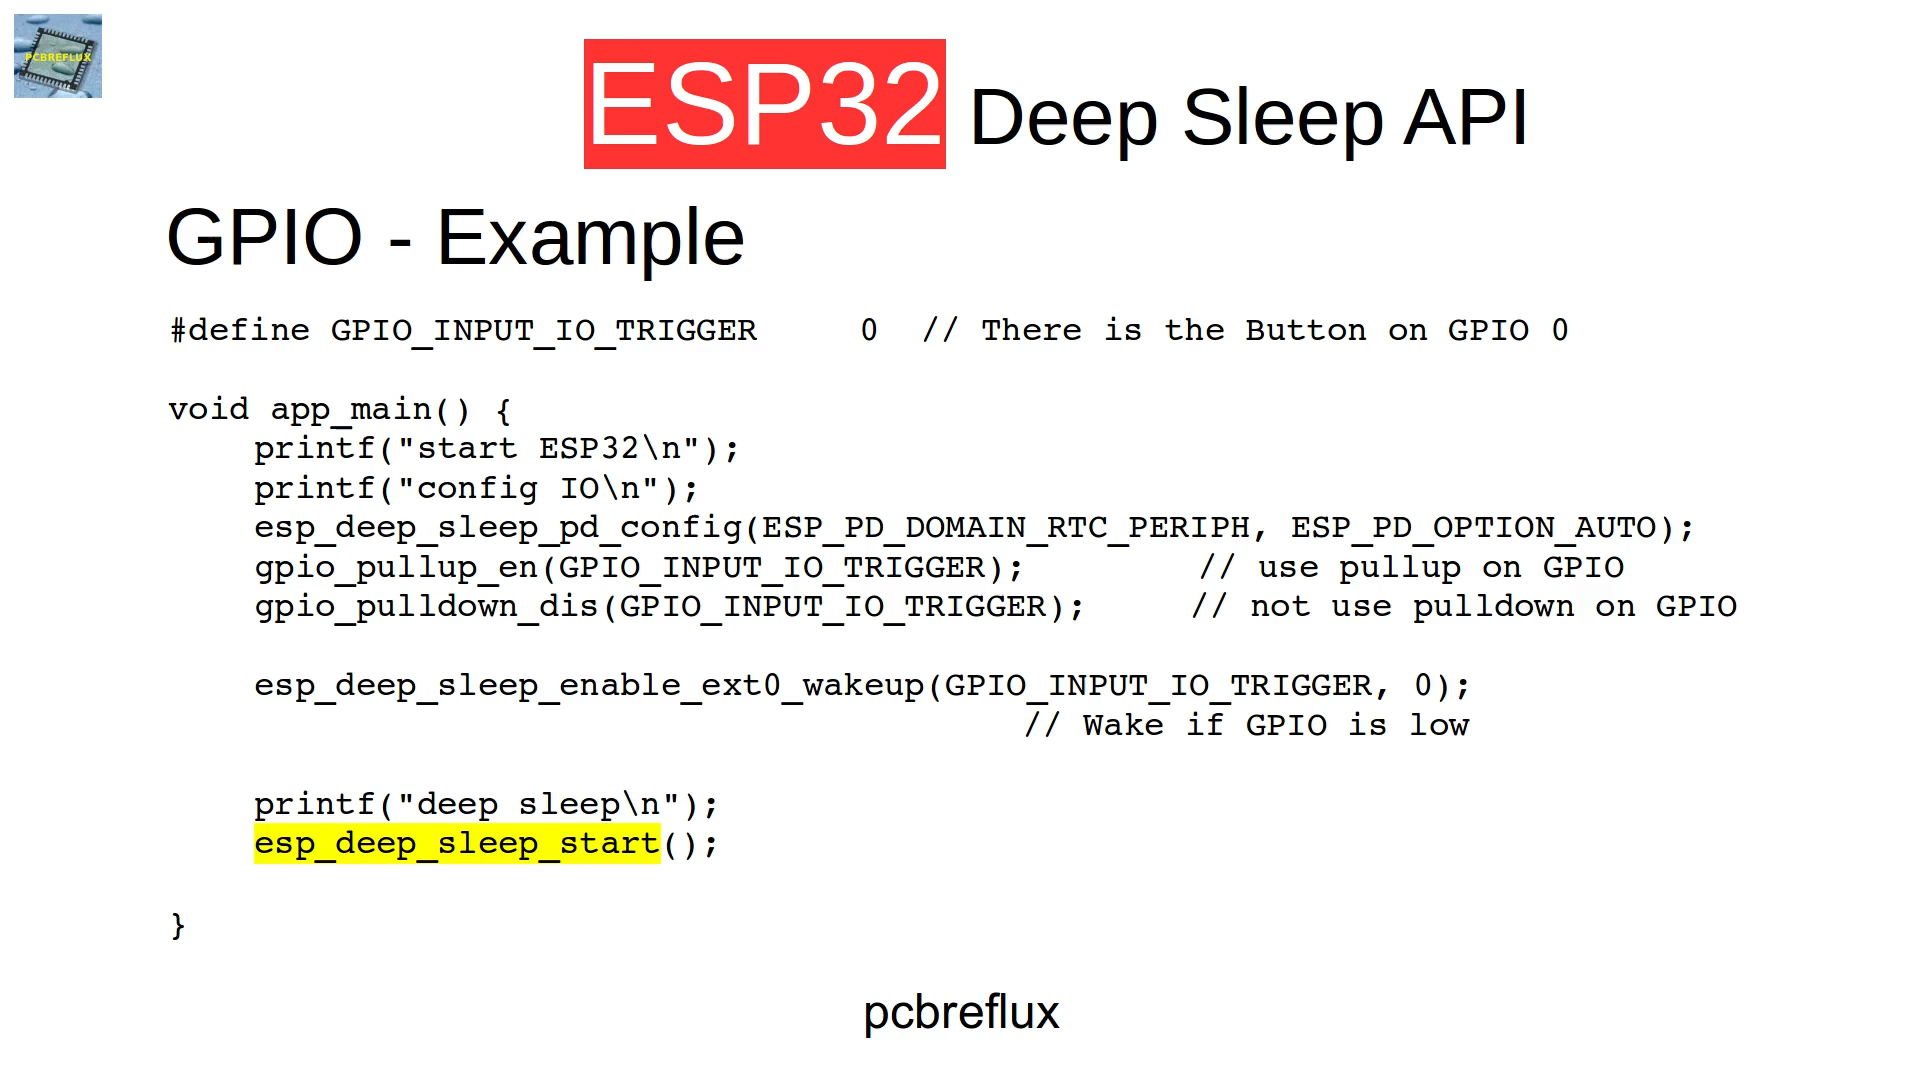 PCBREFLUX
ESP32 Deep Sleep API
GPIO - Example
#define GPIO_INPUT_IO_TRIGGER     0  // There is the Button on GPIO 0
void app_main() {
printf("start ESP32\n");
printf("config IO\n");
esp_deep_sleep_pd_config(ESP_PD_DOMAIN_RTC_PERIPH, ESP_PD_OPTION_AUTO);
gpio_pullup_en(GPIO_INPUT_IO_TRIGGER);        // use pullup on GPIO
gpio_pulldown_dis(GPIO_INPUT_IO_TRIGGER);     // not use pulldown on GPIO
esp_deep_sleep_enable_ext0_wakeup(GPIO_INPUT_IO_TRIGGER, 0);
// Wake if GPIO is low
printf("deep sleep\n");
esp_deep_sleep_start();
}
pcbreflux